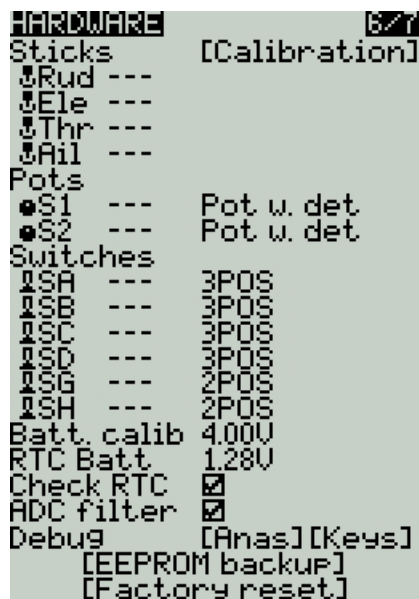 HARDWARE 6/7
Sticks [Calibration]
Rud ---
Ele ---
Thr ---
Ail ---
Pots
S1 --- Pot w. det
S2 --- Pot w. det
Switches
SA --- 3POS
SB --- 3POS
SC --- 3POS
SD --- 3POS
SG --- 2POS
SH --- 2POS
Batt. calib 4.00V
RTC Batt 1.28V
Check RTC
ADC filter
Debug [Anas][Keys]
[EEPROM backup]
[Factory reset]